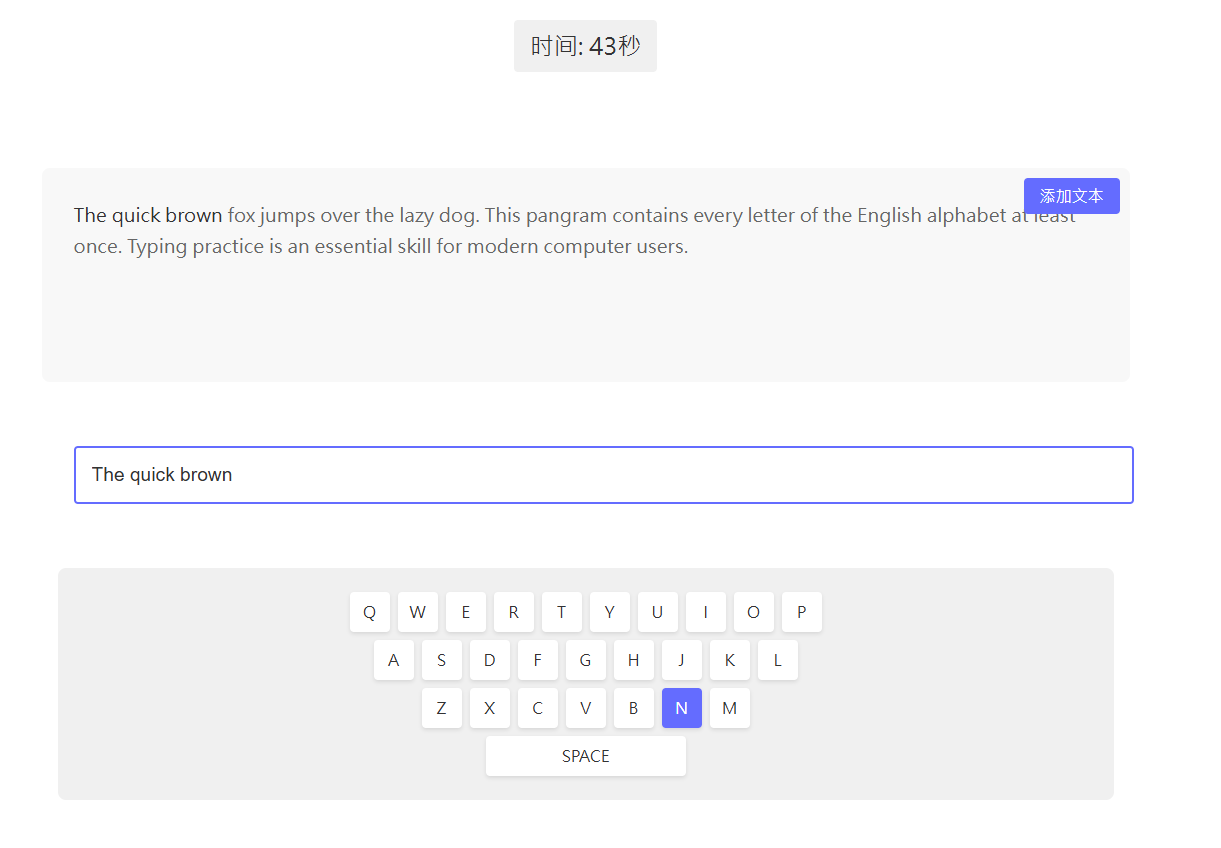 时间: 43秒
添加文本
The quick brown fox jumps over the lazy dog. This pangram contains every letter of the English alphabet at least
once. Typing practice is an essential skill for modern computer users.
The quick brown
Q W E R T Y U I O P
A S D F G H J K L
Z X C V B N M
SPACE